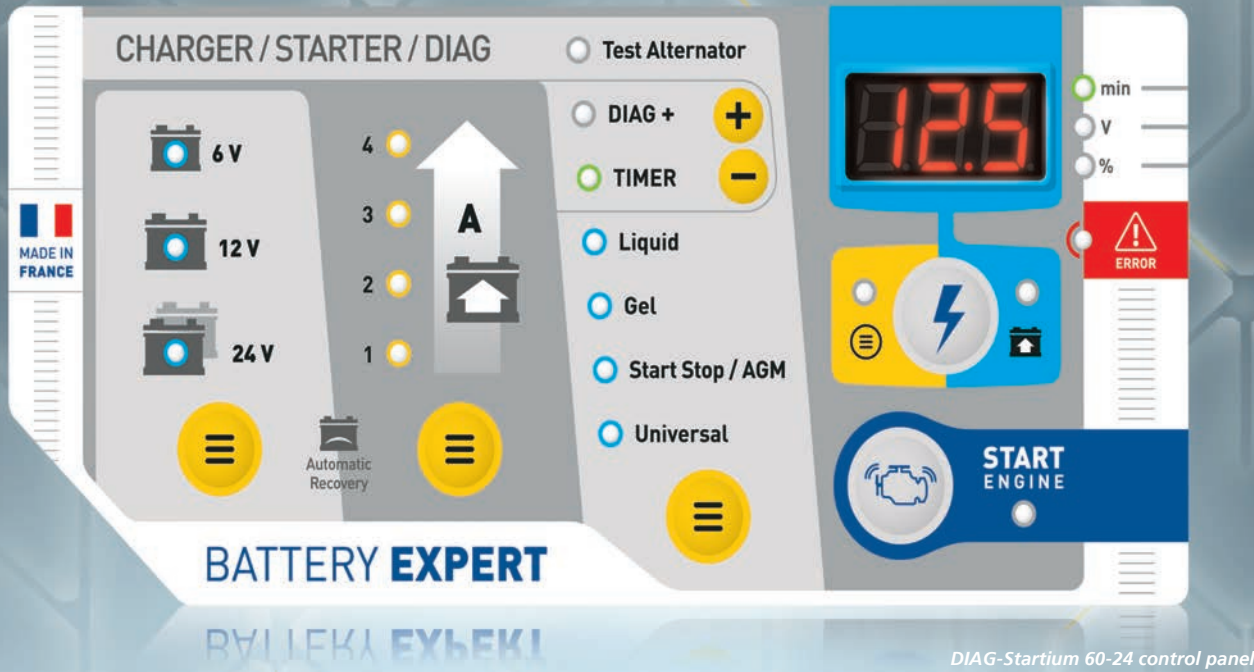 CHARGER / STARTER / DIAG
6 V
12 V
24 V
4
3
2
1
A
Automatic
Recovery
Test Alternator
DIAG +
TIMER
+
−
Liquid
Gel
Start Stop / AGM
Universal
12.5
min
V
%
ERROR
START
ENGINE
MADE IN
FRANCE
BATTERY EXPERT
BATTERY EXPERT
DIAG-Startium 60-24 control panel